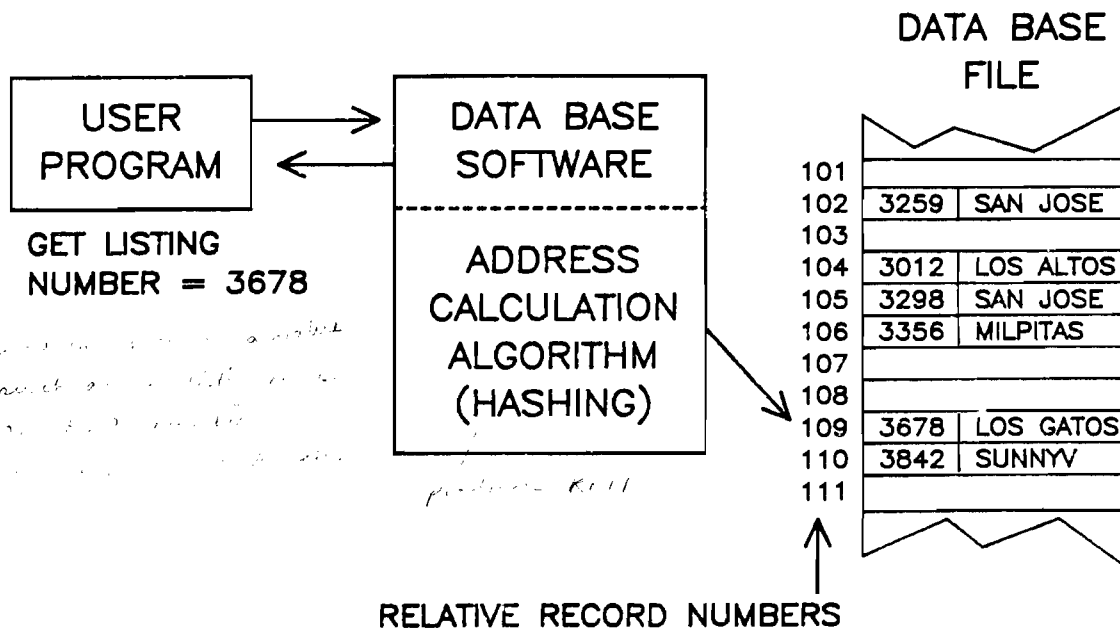 DATA BASE
FILE
USER
PROGRAM
DATA BASE
SOFTWARE
GET LISTING
NUMBER = 3678
ADDRESS
CALCULATION
ALGORITHM
(HASHING)
101
102 3259 SAN JOSE
103
104 3012 LOS ALTOS
105 3298 SAN JOSE
106 3356 MILPITAS
107
108
109 3678 LOS GATOS
110 3842 SUNNYV
111
RELATIVE RECORD NUMBERS